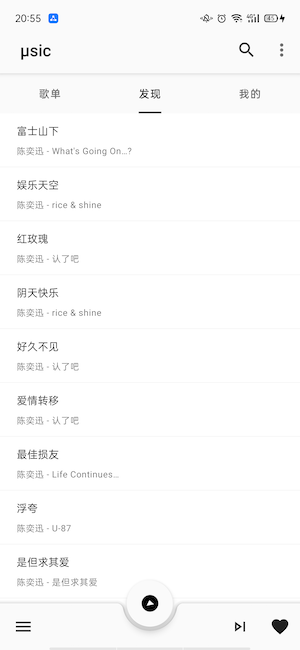 20:55
μsic
歌单
发现
我的
富士山下
陈奕迅 - What's Going On…?
娱乐天空
陈奕迅 - rice & shine
红玫瑰
陈奕迅 - 认了吧
阴天快乐
陈奕迅 - rice & shine
好久不见
陈奕迅 - 认了吧
爱情转移
陈奕迅 - 认了吧
最佳损友
陈奕迅 - Life Continues…
浮夸
陈奕迅 - U-87
是但求其爱
陈奕迅 - 是但求其爱